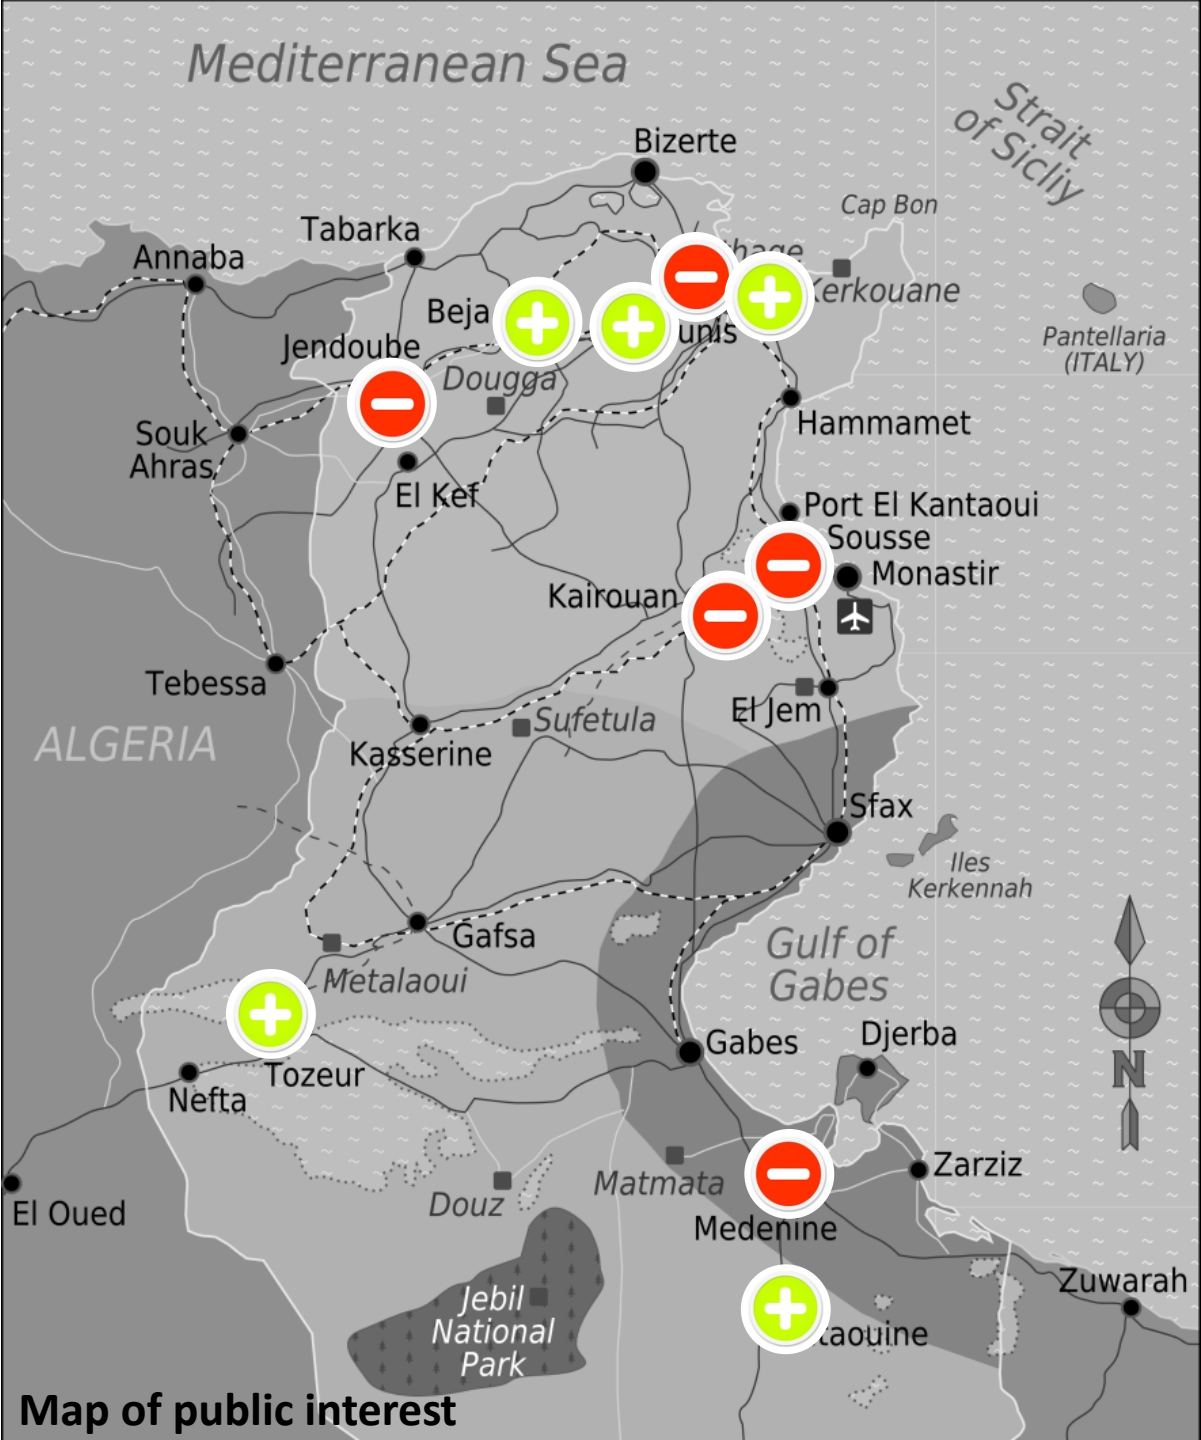 Mediterranean Sea
Strait
of Sicliy
Bizerte
Cap Bon
Tabarka
Annaba
Kerkouane
Beja
Pantellaria
(ITALY)
Jendoube
Dougga
Hammamet
Souk
Ahras
El Kef
Port El Kantaoui
Sousse
Monastir
Kairouan
Tebessa
El Jem
Sufetula
ALGERIA
Kasserine
Sfax
Iles
Kerkennah
Gafsa
Gulf of
Gabes
Metalaoui
Djerba
Gabes
N
Tozeur
Nefta
Zarziz
Matmata
Douz
El Oued
Medenine
Zuwarah
Jebil
National
Park
taouine
Map of public interest